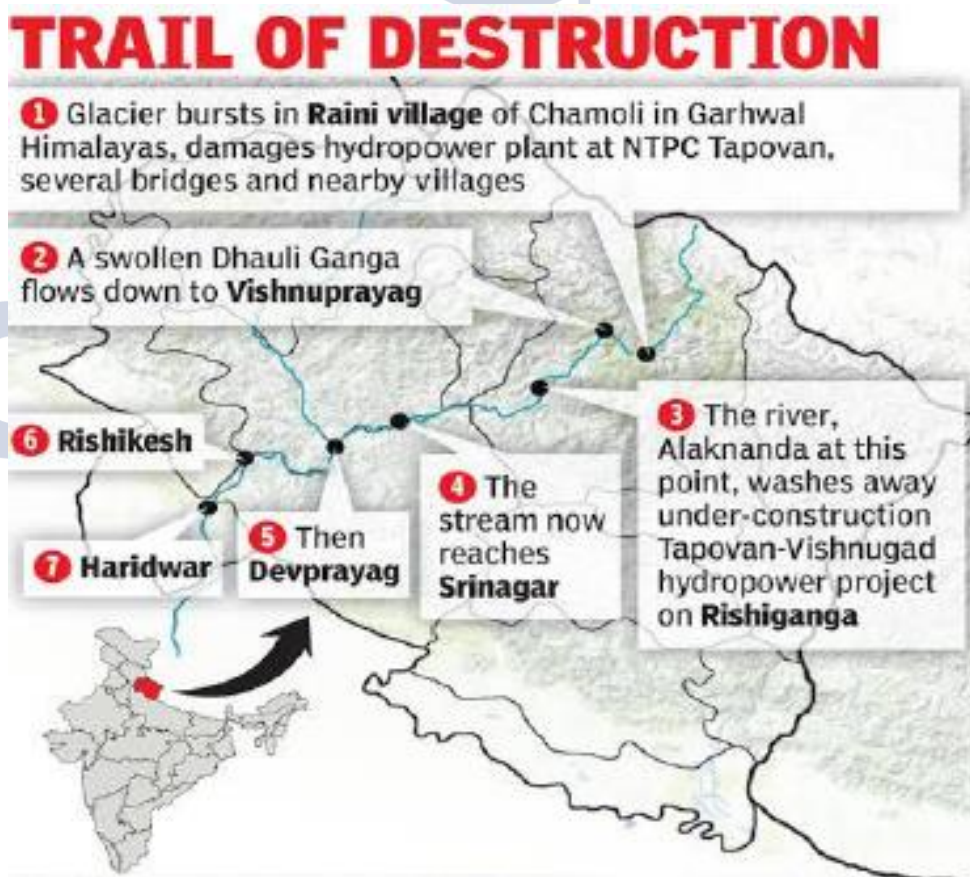 TRAIL OF DESTRUCTION
1 Glacier bursts in Raini village of Chamoli in Garhwal
Himalayas, damages hydropower plant at NTPC Tapovan,
several bridges and nearby villages
2 A swollen Dhauli Ganga
flows down to Vishnuprayag
3 The river,
Alaknanda at this
point, washes away
under-construction
Tapovan-Vishnugad
hydropower project
on Rishiganga
4 The
stream now
reaches
Srinagar
5 Then
Devprayag
6 Rishikesh
7 Haridwar